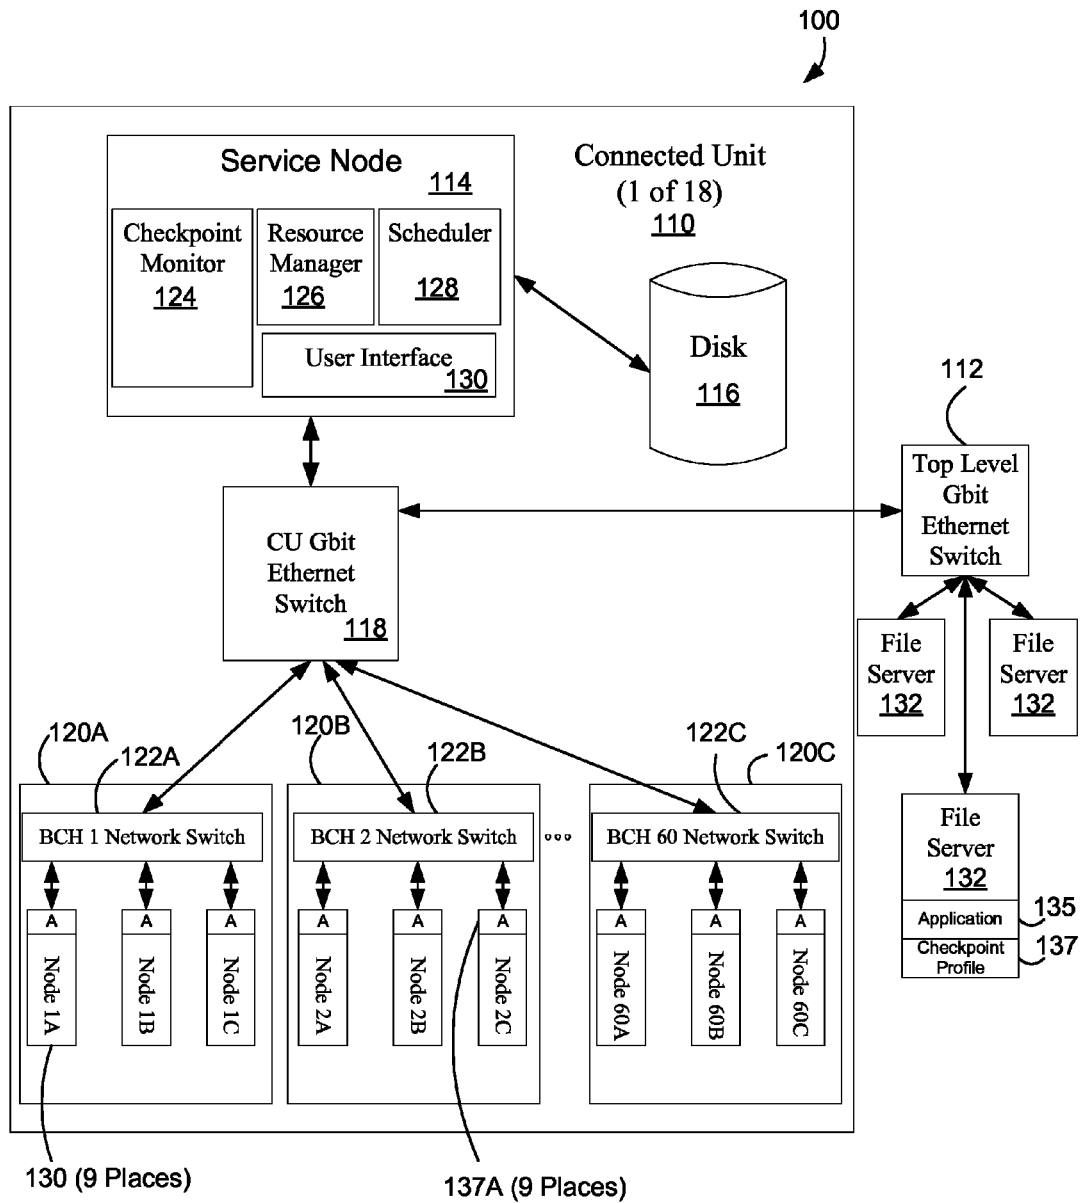 100
Service Node
114
Connected Unit
(1 of 18)
110
Checkpoint
Monitor
124
Resource
Manager
126
Scheduler
128
User Interface
130
Disk
116
112
Top Level
Gbit
Ethernet
Switch
CU Gbit
Ethernet
Switch
118
File
Server
132
File
Server
132
120A
122A
120B
122B
122C
120C
BCH 1 Network Switch
BCH 2 Network Switch
°°°
BCH 60 Network Switch
File
Server
132
Application
135
Checkpoint
Profile
137
A
A
A
A
A
A
A
A
A
Node 1A
Node 1B
Node 1C
Node 2A
Node 2B
Node 2C
Node 60A
Node 60B
Node 60C
130 (9 Places)
137A (9 Places)